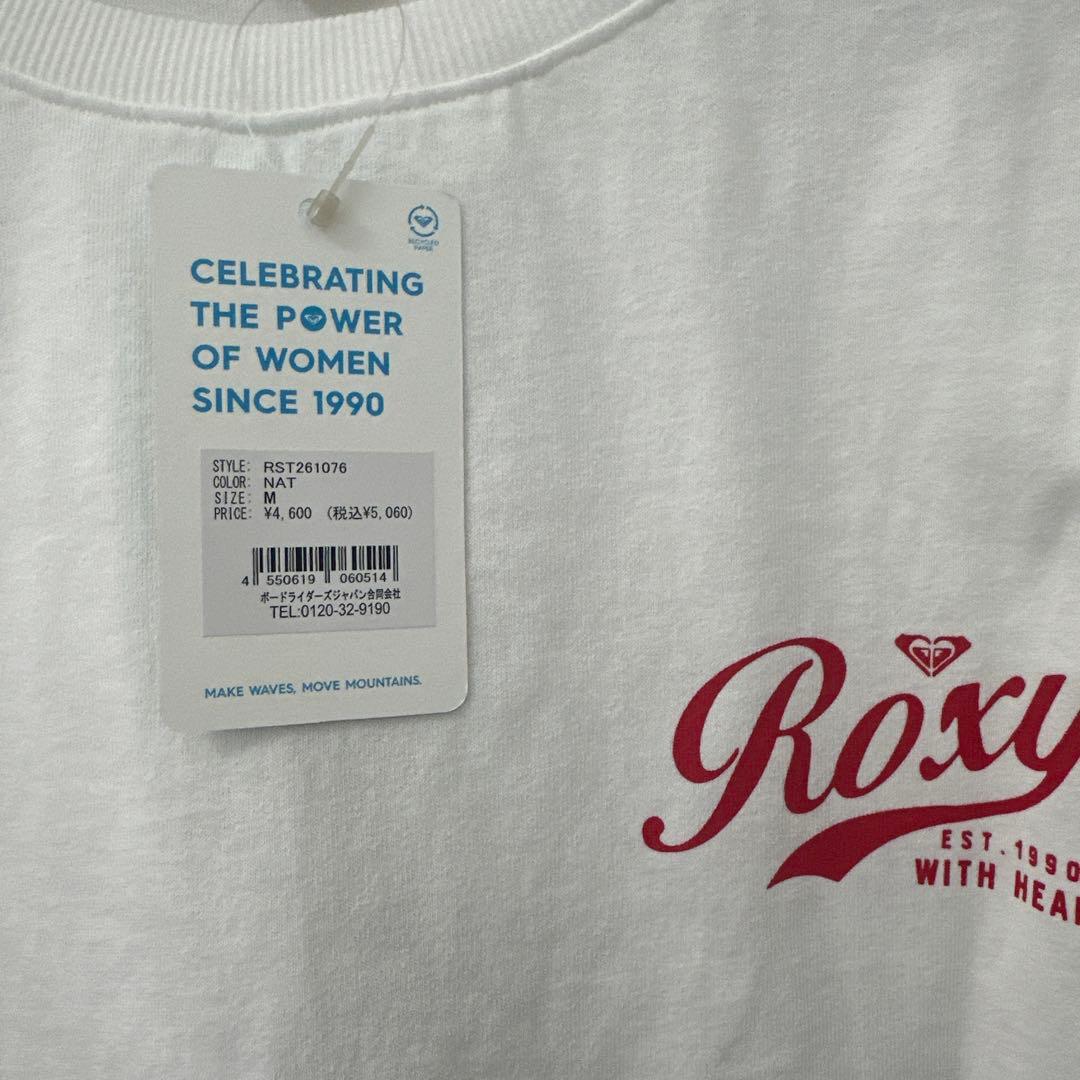 RECYCLED
PAPER
CELEBRATING
THE POWER
OF WOMEN
SINCE 1990
STYLE: RST261076
COLOR: NAT
SIZE: M
PRICE: ¥4,600 (税込¥5,060)
4 550619 060514
ボードライダーズジャパン合同会社
TEL:0120-32-9190
MAKE WAVES, MOVE MOUNTAINS.
Roxy
EST.1990
WITH HEA